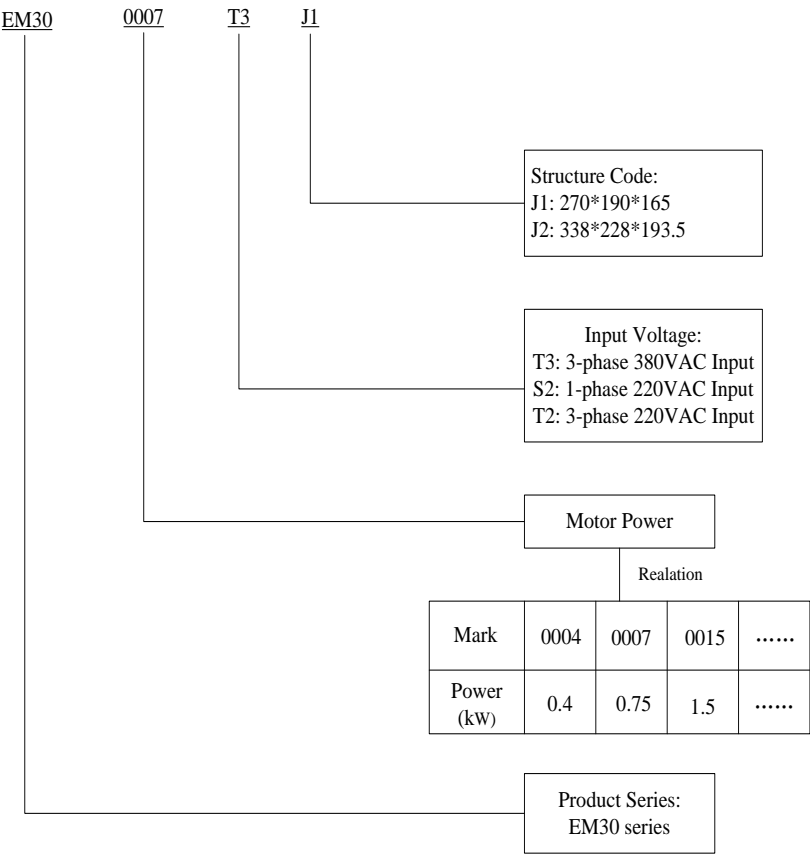 EM30 0007 T3 J1
Structure Code:
J1: 270*190*165
J2: 338*228*193.5
Input Voltage:
T3: 3-phase 380VAC Input
S2: 1-phase 220VAC Input
T2: 3-phase 220VAC Input
Motor Power
Realation
Mark 0004 0007 0015 ······
Power (kW) 0.4 0.75 1.5 ······
Product Series:
EM30 series